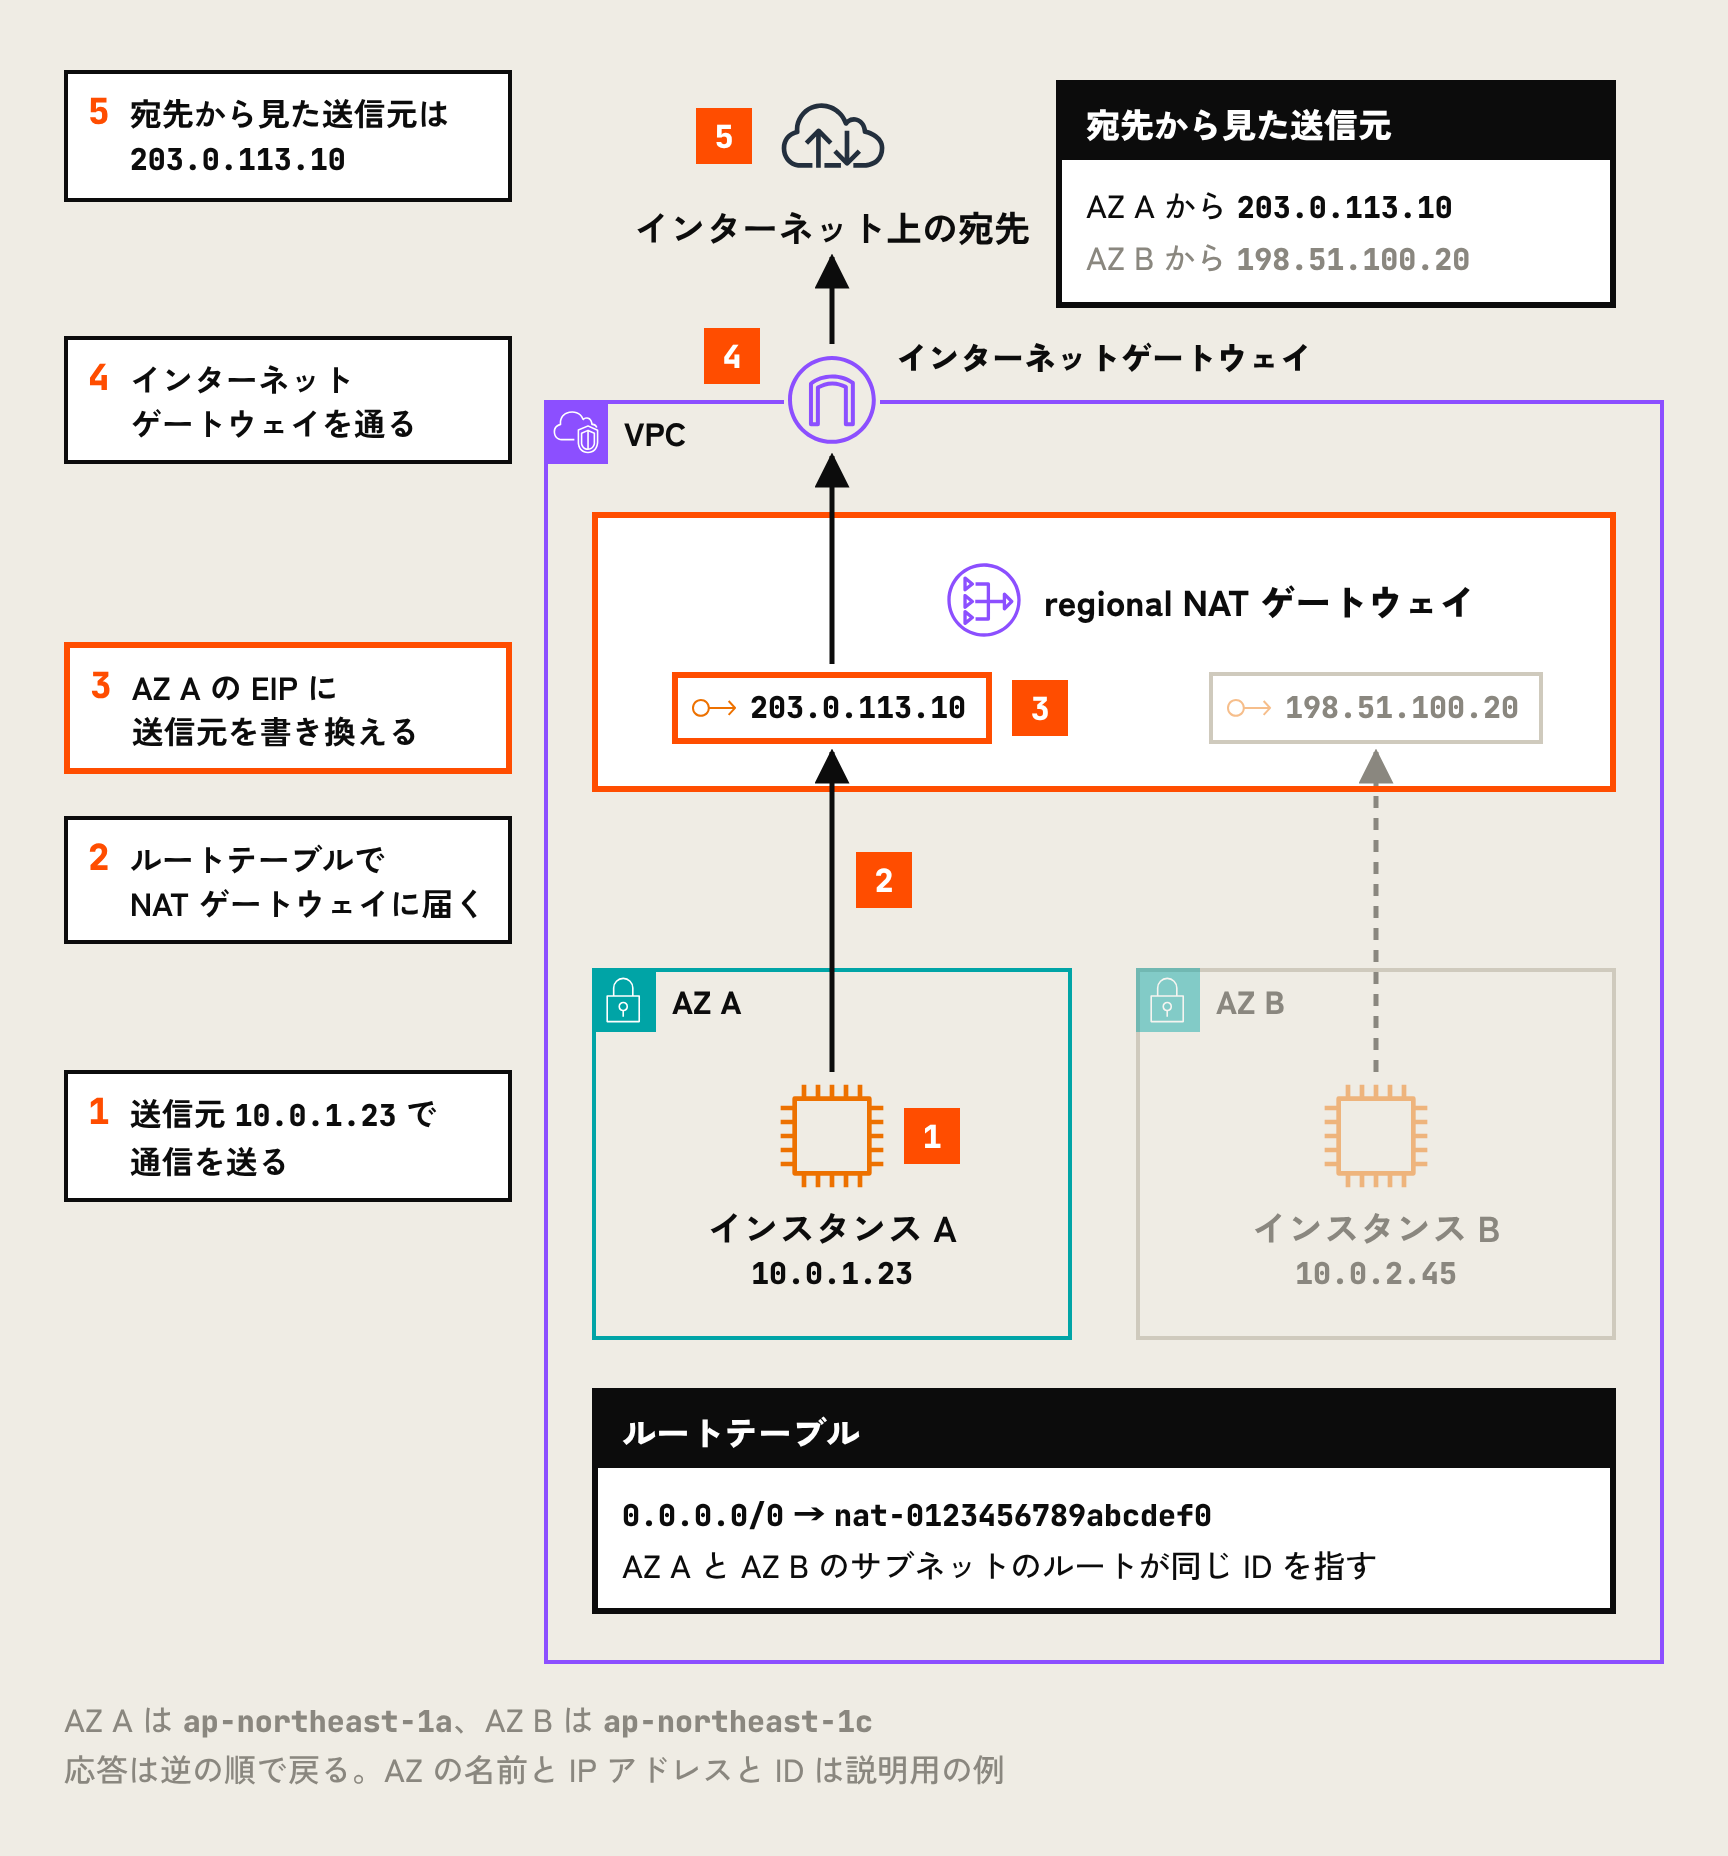 5 宛先から見た送信元は
203.0.113.10
5
インターネット上の宛先
宛先から見た送信元
AZ A から 203.0.113.10
AZ B から 198.51.100.20
4 インターネット
ゲートウェイを通る
4
インターネットゲートウェイ
VPC
regional NAT ゲートウェイ
3 AZ A の EIP に
送信元を書き換える
203.0.113.10
3
198.51.100.20
2 ルートテーブルで
NAT ゲートウェイに届く
2
AZ A
AZ B
1 送信元 10.0.1.23 で
通信を送る
1
インスタンス A
10.0.1.23
インスタンス B
10.0.2.45
ルートテーブル
0.0.0.0/0 → nat-0123456789abcdef0
AZ A と AZ B のサブネットのルートが同じ ID を指す
AZ A は ap-northeast-1a、AZ B は ap-northeast-1c
応答は逆の順で戻る。AZ の名前と IP アドレスと ID は説明用の例